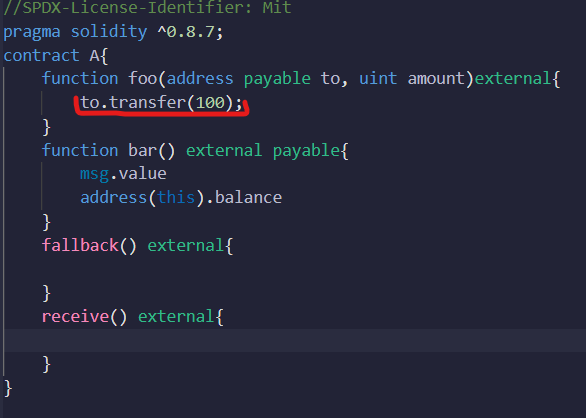 //SPDX-License-Identifier: Mit
pragma solidity ^0.8.7;
contract A{
    function foo(address payable to, uint amount)external{
        to.transfer(100);
    }
    function bar() external payable{
        msg.value
        address(this).balance
    }
    fallback() external{

    }
    receive() external{

    }
}